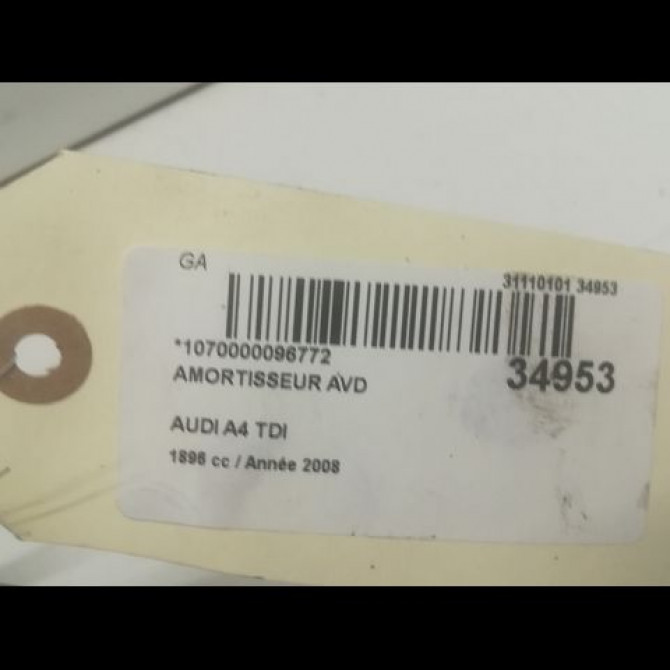 GA
31110101 34953
*1070000096772
34953
AMORTISSEUR AVD
AUDI A4 TDI
1896 cc / Année 2008